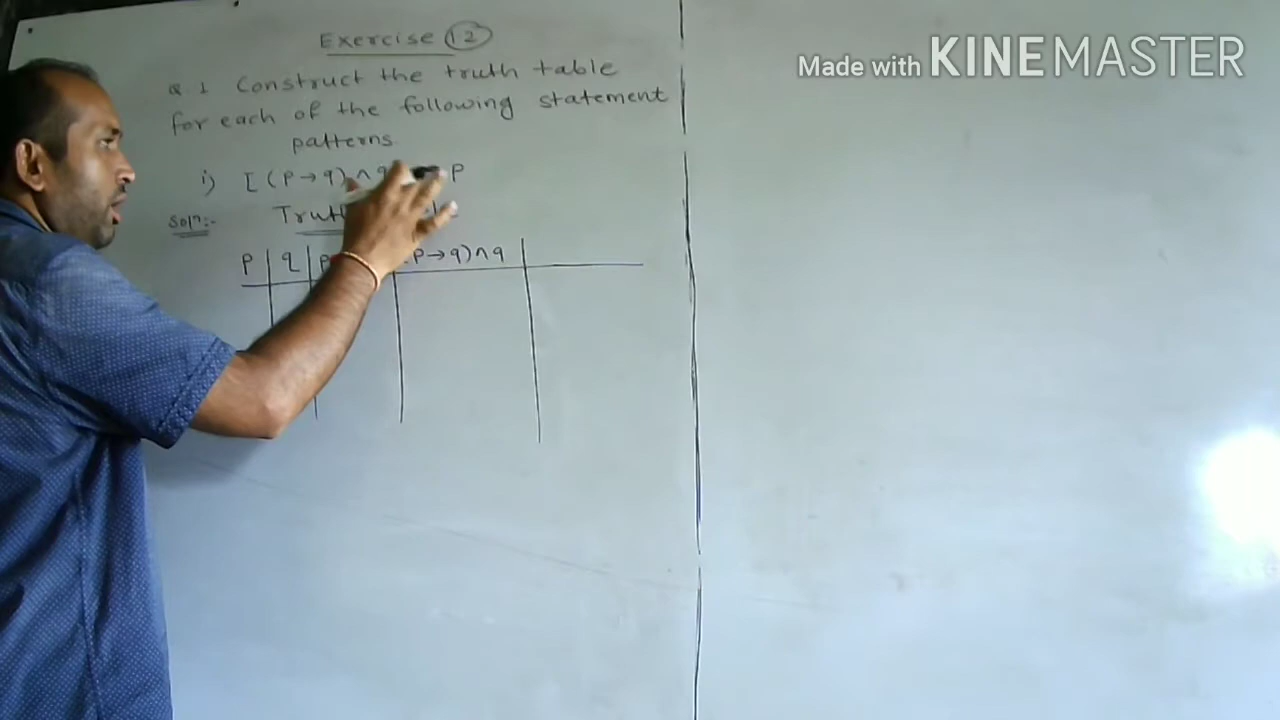 Exercise 1.2
Q 1 Construct the truth table
for each of the following statement
patterns.
i) [(P→q)∧q P
Soln:- Truth
P q P P→q)∧q
Made with KINEMASTER